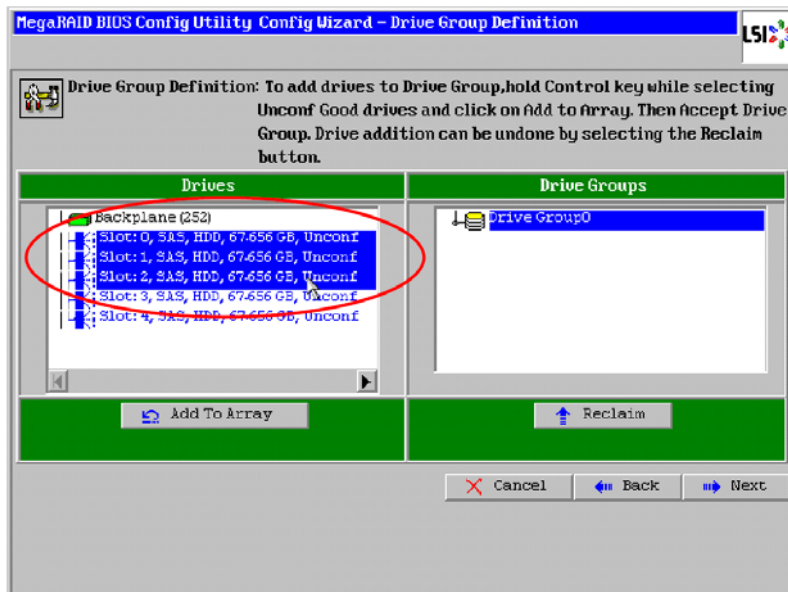 MegaRAID BIOS Config Utility Config Wizard – Drive Group Definition
LSI
Drive Group Definition: To add drives to Drive Group,hold Control key while selecting
Unconf Good drives and click on Add to Array. Then Accept Drive
Group. Drive addition can be undone by selecting the Reclaim
button.
Drives
Backplane (252)
Slot: 0, SAS, HDD, 67.656 GB, Unconf
Slot: 1, SAS, HDD, 67.656 GB, Unconf
Slot: 2, SAS, HDD, 67.656 GB, Unconf
Slot: 3, SAS, HDD, 67.656 GB, Unconf
Slot: 4, SAS, HDD, 67.656 GB, Unconf
Add To Array
Drive Groups
Drive Group0
Reclaim
Cancel
Back
Next